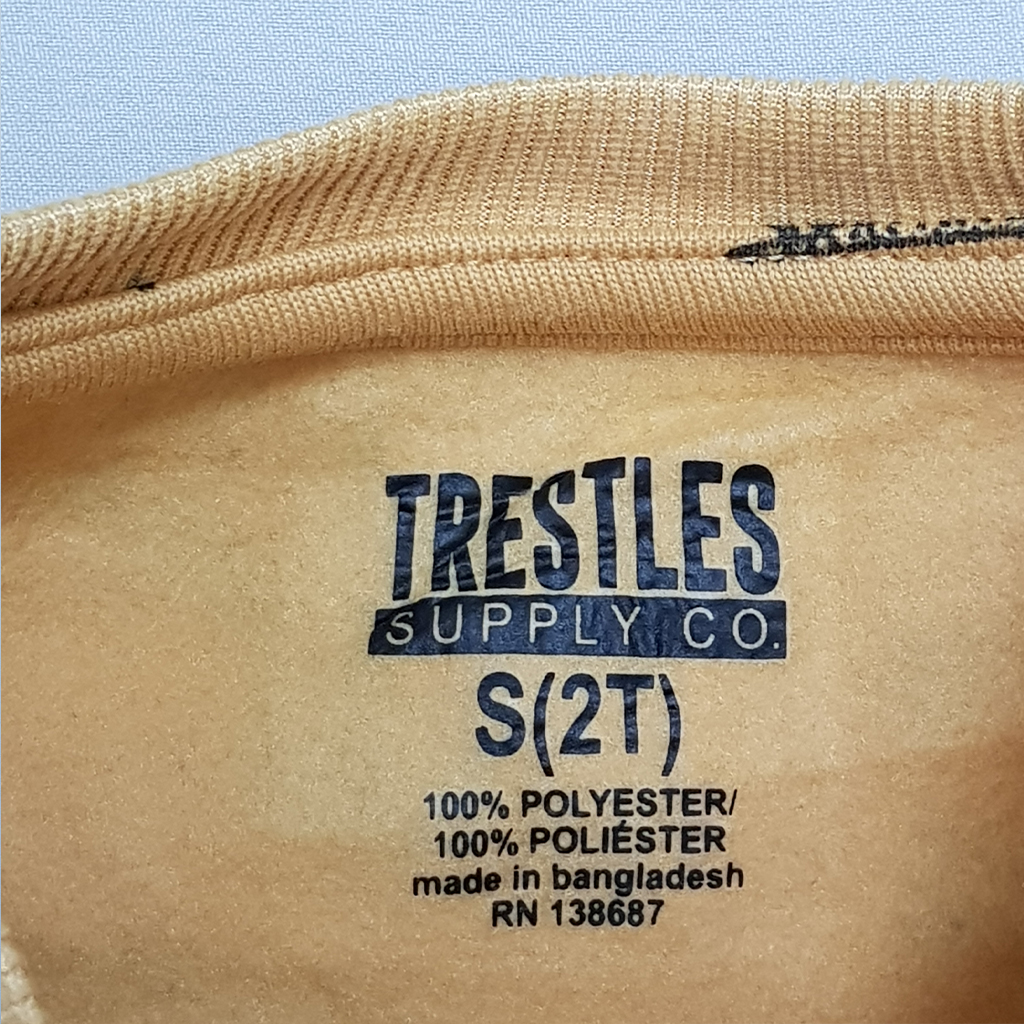 TRESTLES
SUPPLY CO.
S(2T)
100% POLYESTER/
100% POLIÉSTER
made in bangladesh
RN 138687